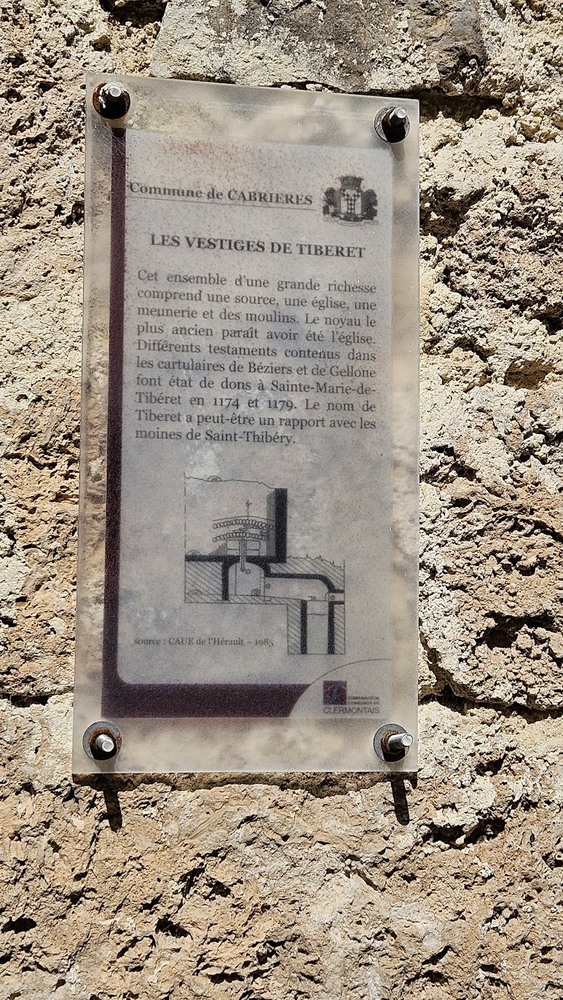 Commune de CABRIERES
LES VESTIGES DE TIBERET
Cet ensemble d'une grande richesse
comprend une source, une église, une
meunerie et des moulins. Le noyau le
plus ancien paraît avoir été l'église.
Différents testaments contenus dans
les cartulaires de Béziers et de Gellone
font état de dons à Sainte-Marie-de-
Tibéret en 1174 et 1179. Le nom de
Tiberet a peut-être un rapport avec les
moines de Saint-Thibéry.
source : CAUE de l'Hérault – 1985
CLERMONTAIS